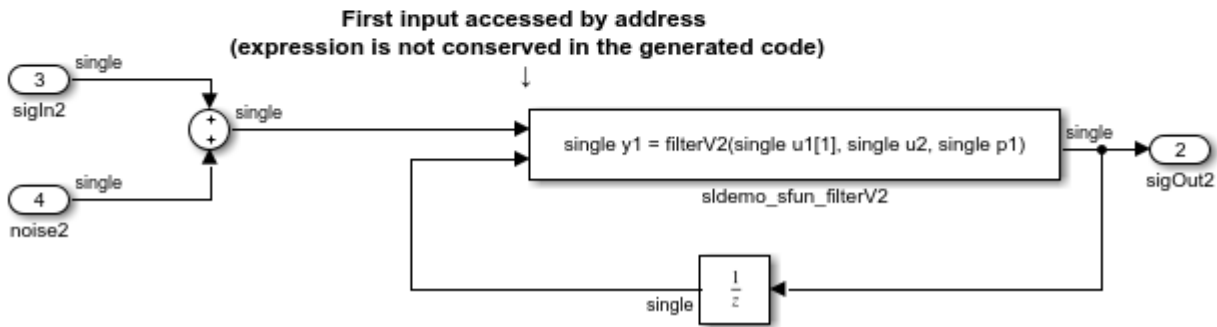 First input accessed by address
(expression is not conserved in the generated code)
↓
3
single
sigIn2
+
+
single
4
single
noise2
single y1 = filterV2(single u1[1], single u2, single p1)
sldemo_sfun_filterV2
single
2
sigOut2
1
z
single